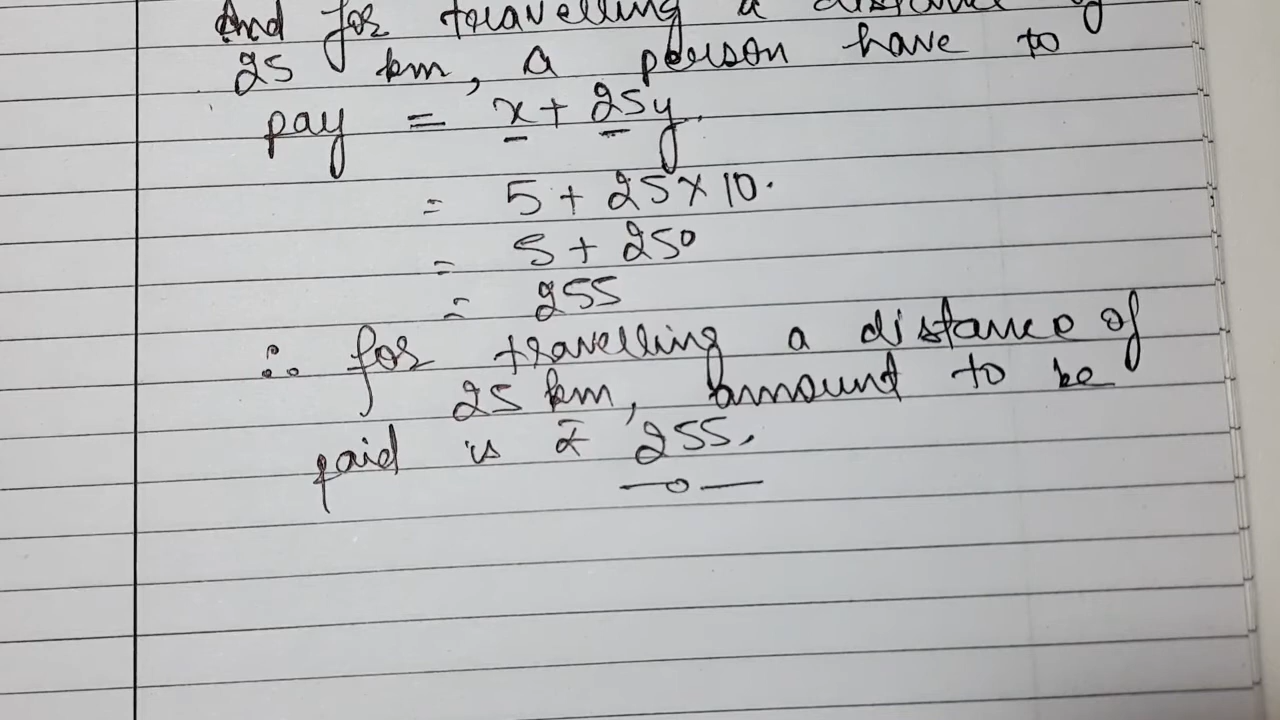 And for travelling a distance of
25 km, a person have to
pay = x + 25y.
= 5 + 25 × 10.
= 5 + 250
= 255
∴ for travelling a distance of
25 km, amount to be
paid is ₹ 255.